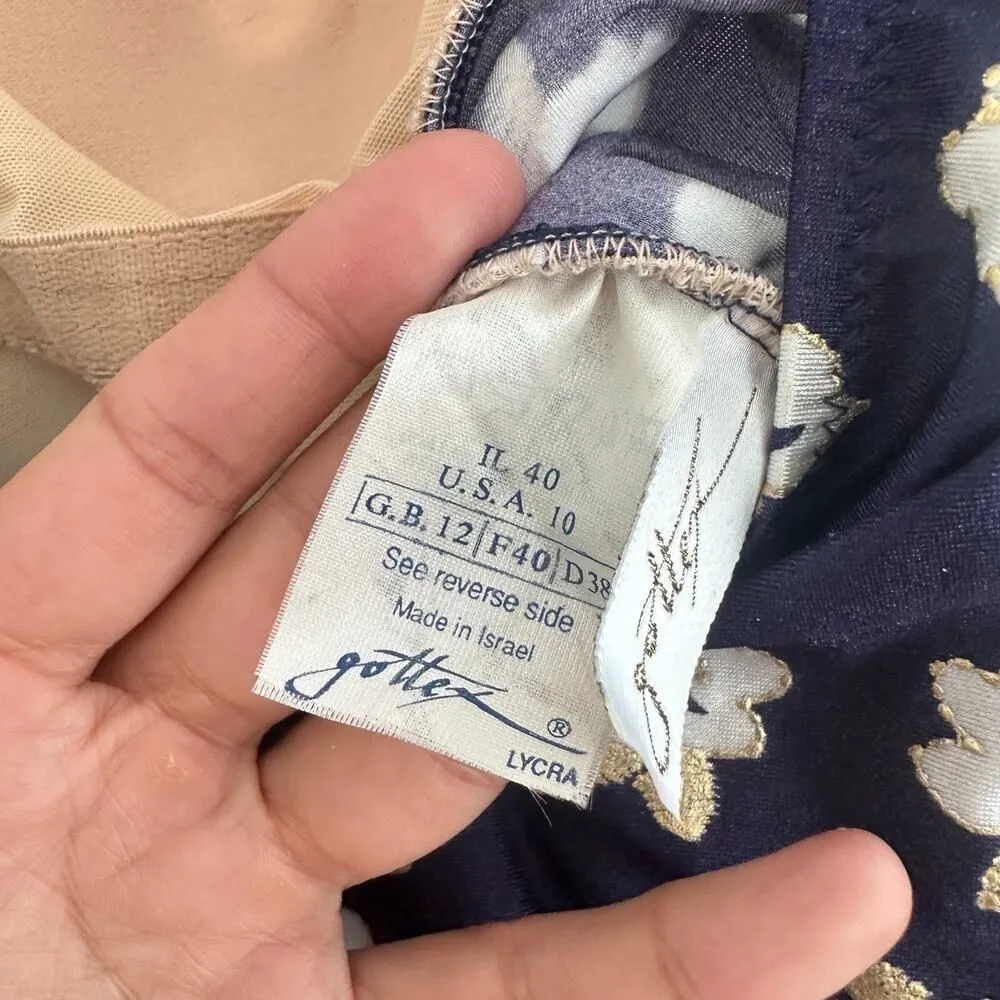 IL 40
U.S.A. 10
G.B. 12 F40 D38
See reverse side
Made in Israel
gottex ®
LYCRA